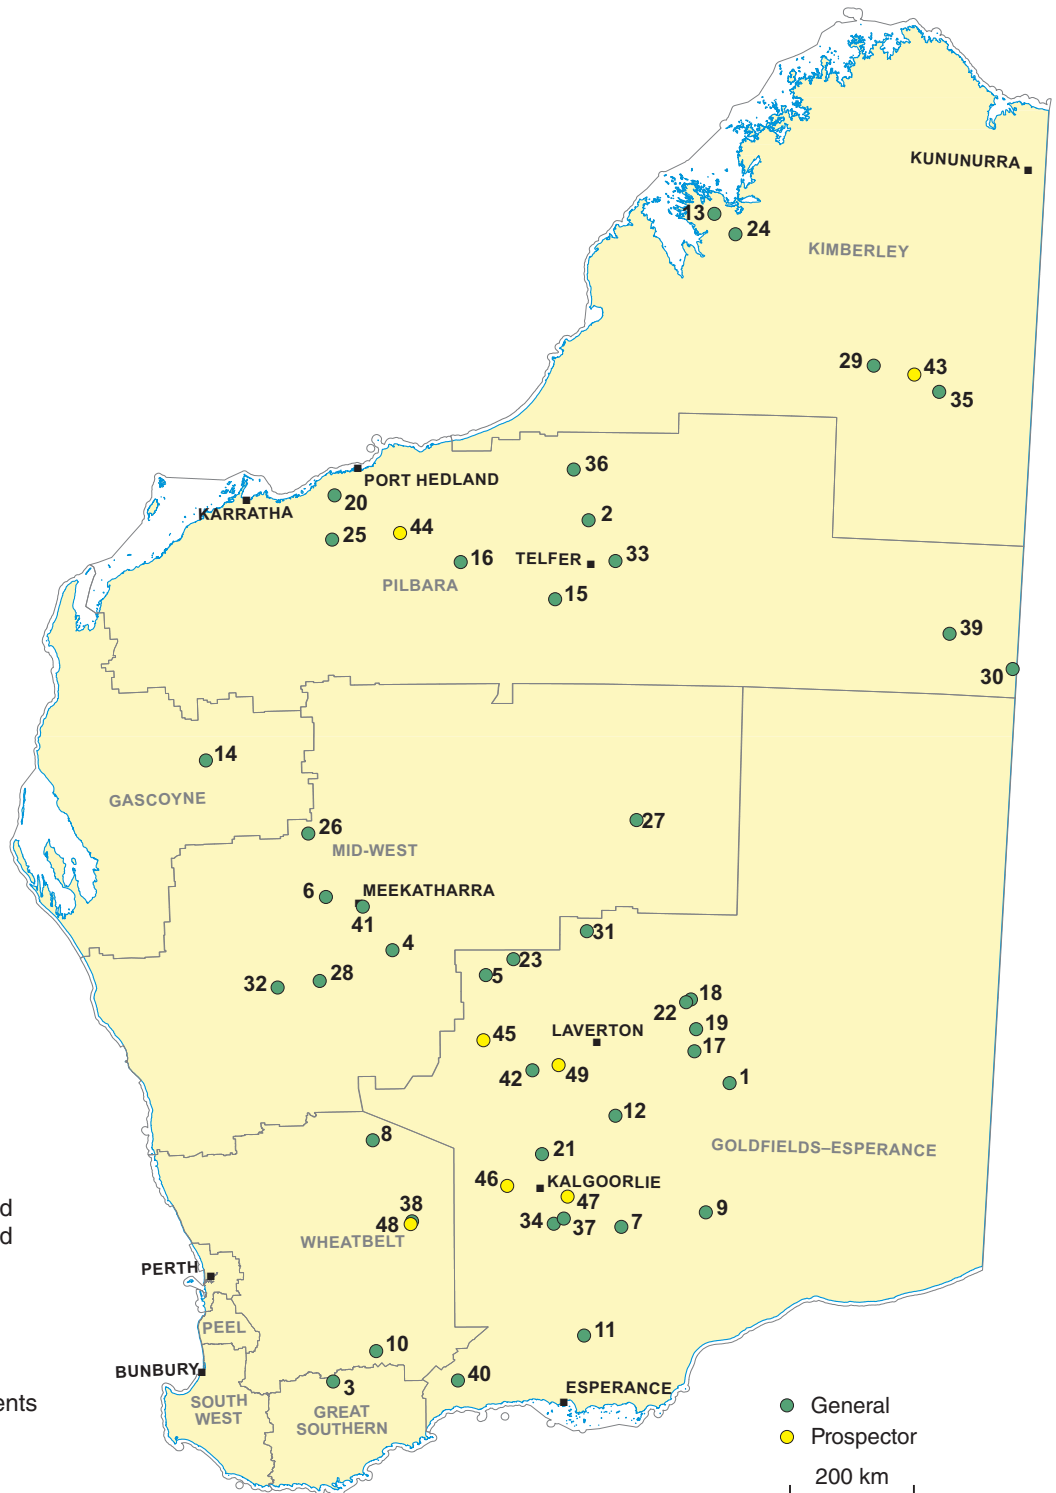 KUNUNURRA
13
24
KIMBERLEY
29
43
35
36
PORT HEDLAND
20
KARRATHA
2
44
25
16
TELFER
33
PILBARA
15
39
30
14
GASCOYNE
26
27
MID-WEST
6
MEEKATHARRA
41
31
4
23
5
28
32
18
22
19
LAVERTON
45
17
49
42
1
12
8
GOLDFIELDS–ESPERANCE
21
46
KALGOORLIE
47
38
d
9
48
34
37
7
d
WHEATBELT
PERTH
PEEL
11
10
BUNBURY
40
3
ESPERANCE
SOUTH
WEST
ents
General
GREAT
SOUTHERN
Prospector
200 km